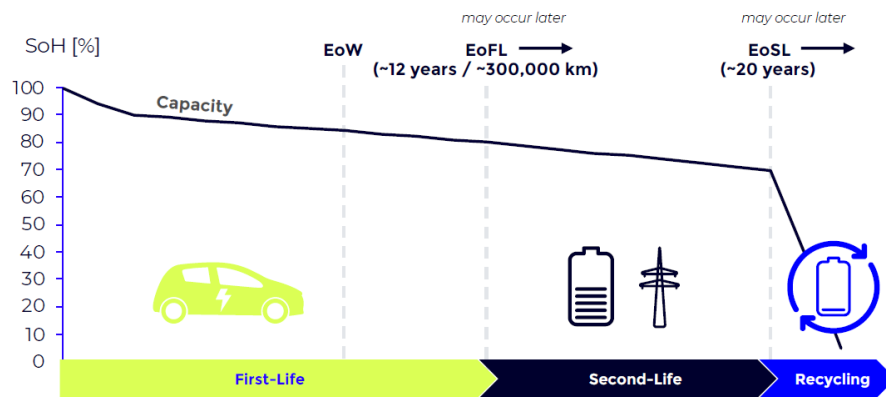 may occur later
may occur later
SoH [%]
EoW
EoFL
EoSL
(~12 years / ~300,000 km)
(~20 years)
100
Capacity
90
80
70
60
50
40
30
20
10
0
First-Life
Second-Life
Recycling